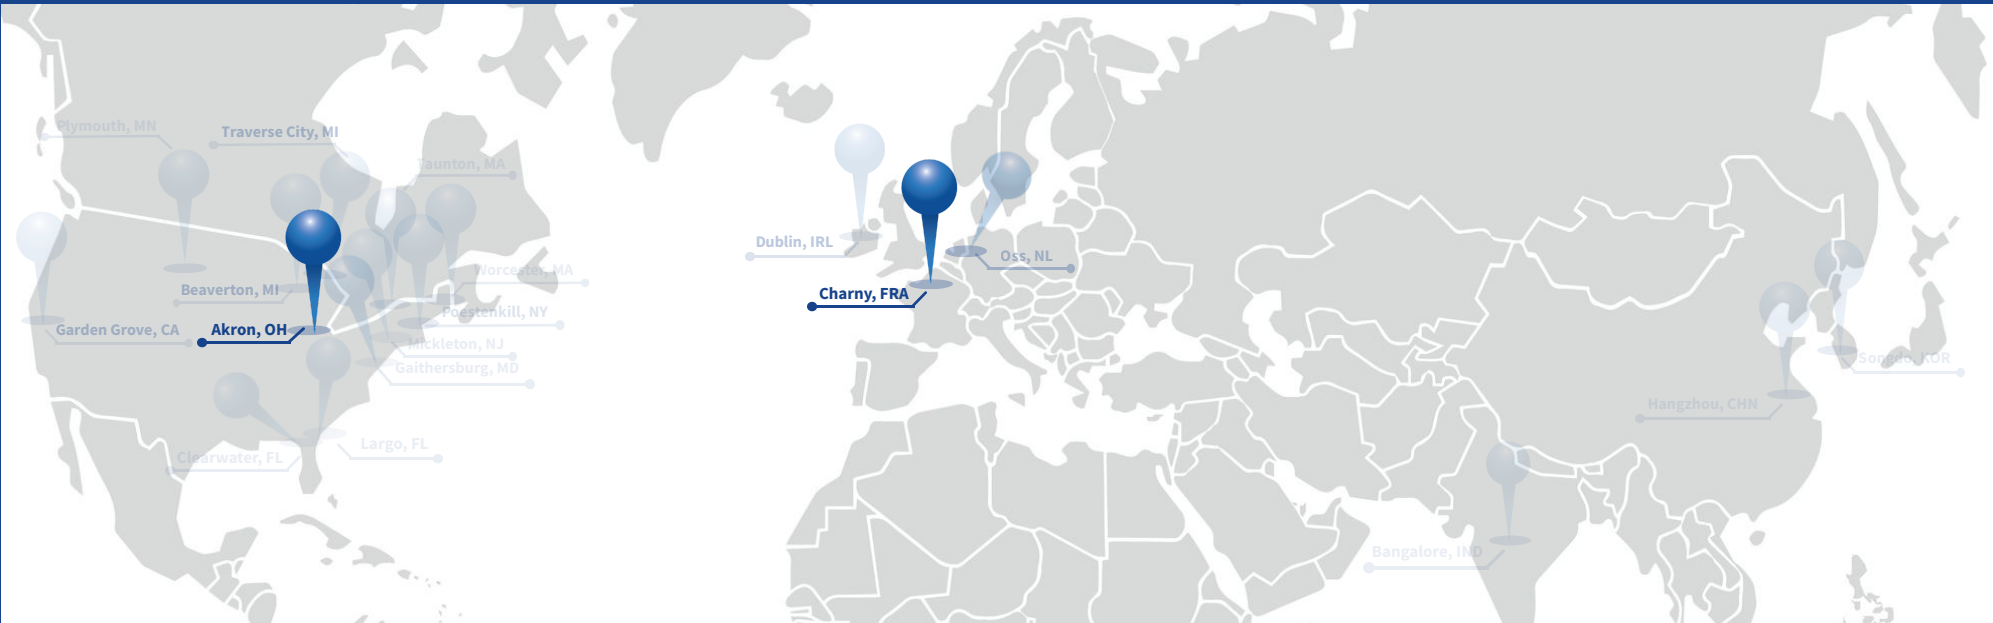 Plymouth, MN
Traverse City, MI
Taunton, MA
Dublin, IRL
Oss, NL
Worcester, MA
Beaverton, MI
Charny, FRA
Poestenkill, NY
Garden Grove, CA
Akron, OH
Mickleton, NJ
Songdo, KOR
Gaithersburg, MD
Hangzhou, CHN
Largo, FL
Clearwater, FL
Bangalore, IND